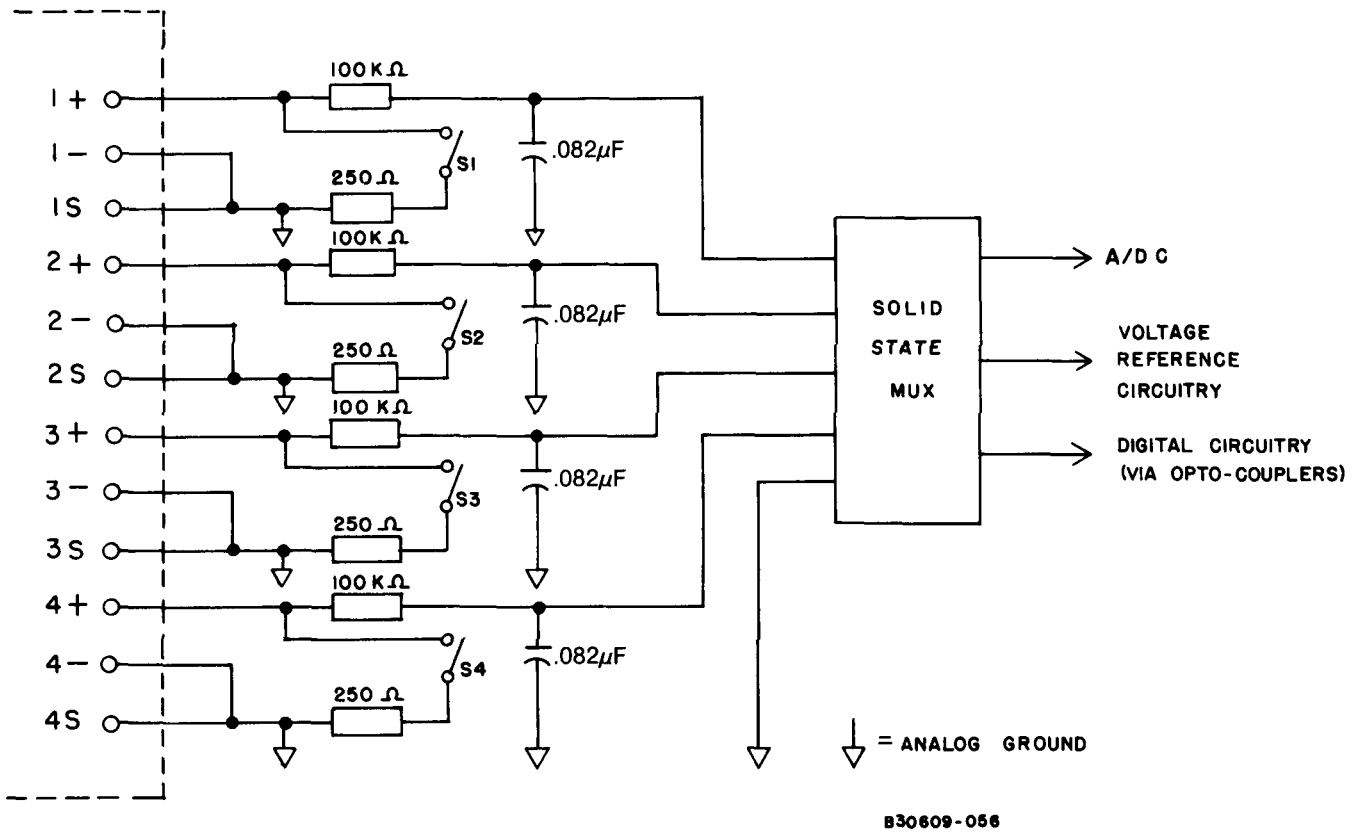 100KΩ
1+
.082µF
1-
S1
250Ω
1S
100KΩ
2+
A/DC
.082µF
SOLID
2-
S2
STATE
VOLTAGE
REFERENCE
CIRCUITRY
250Ω
2S
MUX
100KΩ
3+
DIGITAL CIRCUITRY
(VIA OPTO-COUPLERS)
.082µF
3-
S3
250Ω
3S
100KΩ
4+
.082µF
4-
S4
250Ω
4S
= ANALOG GROUND
B30609-056